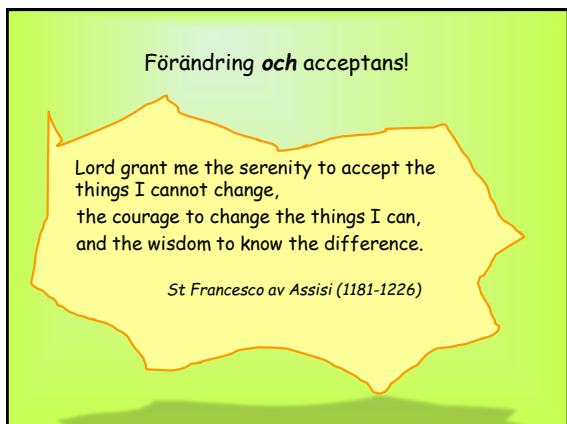 Förändring och acceptans!
Lord grant me the serenity to accept the
things I cannot change,
the courage to change the things I can,
and the wisdom to know the difference.
St Francesco av Assisi (1181-1226)